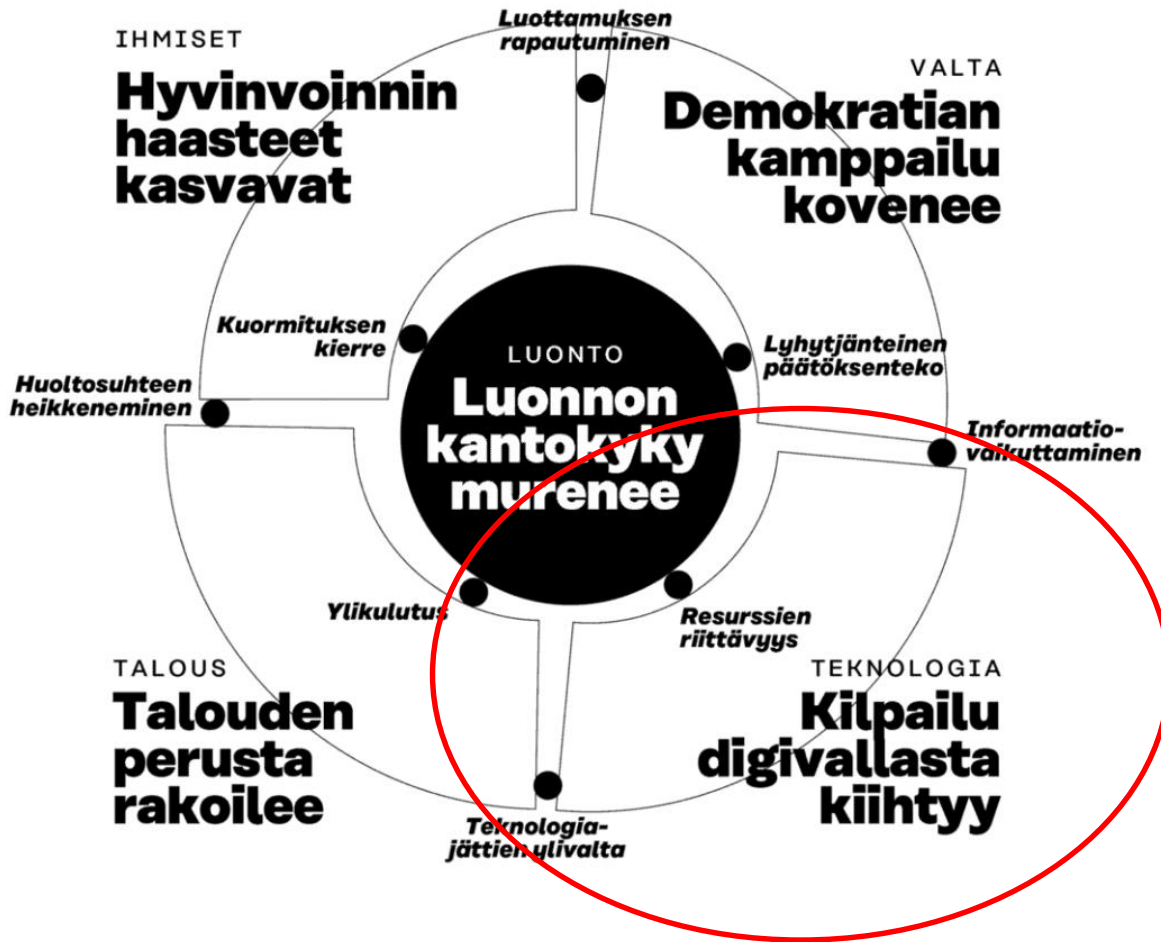 Luottamuksen
rapautuminen
IHMISET
Hyvinvoinnin
haasteet
kasvavat
VALTA
Demokratian
kamppailu
kovenee
Kuormituksen
kierre
LUONTO
Luonnon
kantokyky
murenee
Lyhytjänteinen
päätöksenteko
Huoltosuhteen
heikkeneminen
Informaatio-
vaikuttaminen
Ylikulutus
Resurssien
riittävyys
TALOUS
Talouden
perusta
rakoilee
TEKNOLOGIA
Kilpailu
digivallasta
kiihtyy
Teknologia-
jättien ylivalta